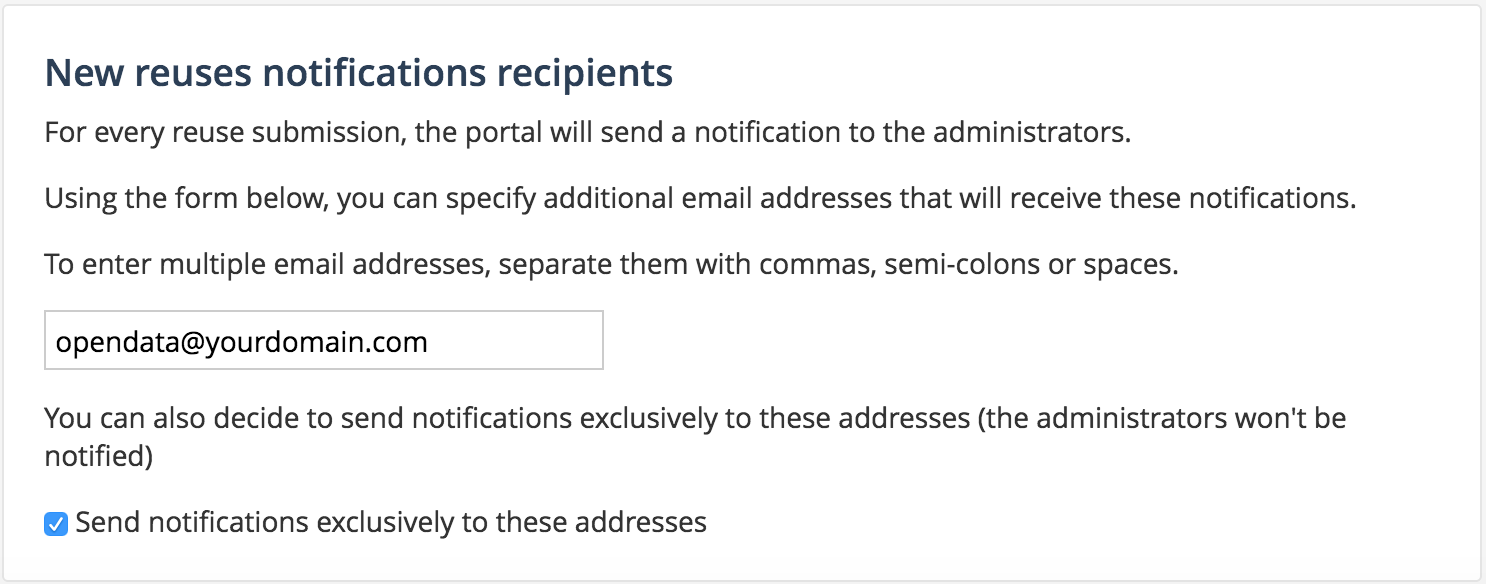 New reuses notifications recipients
For every reuse submission, the portal will send a notification to the administrators.
Using the form below, you can specify additional email addresses that will receive these notifications.
To enter multiple email addresses, separate them with commas, semi-colons or spaces.
opendata@yourdomain.com
You can also decide to send notifications exclusively to these addresses (the administrators won't be
notified)
Send notifications exclusively to these addresses